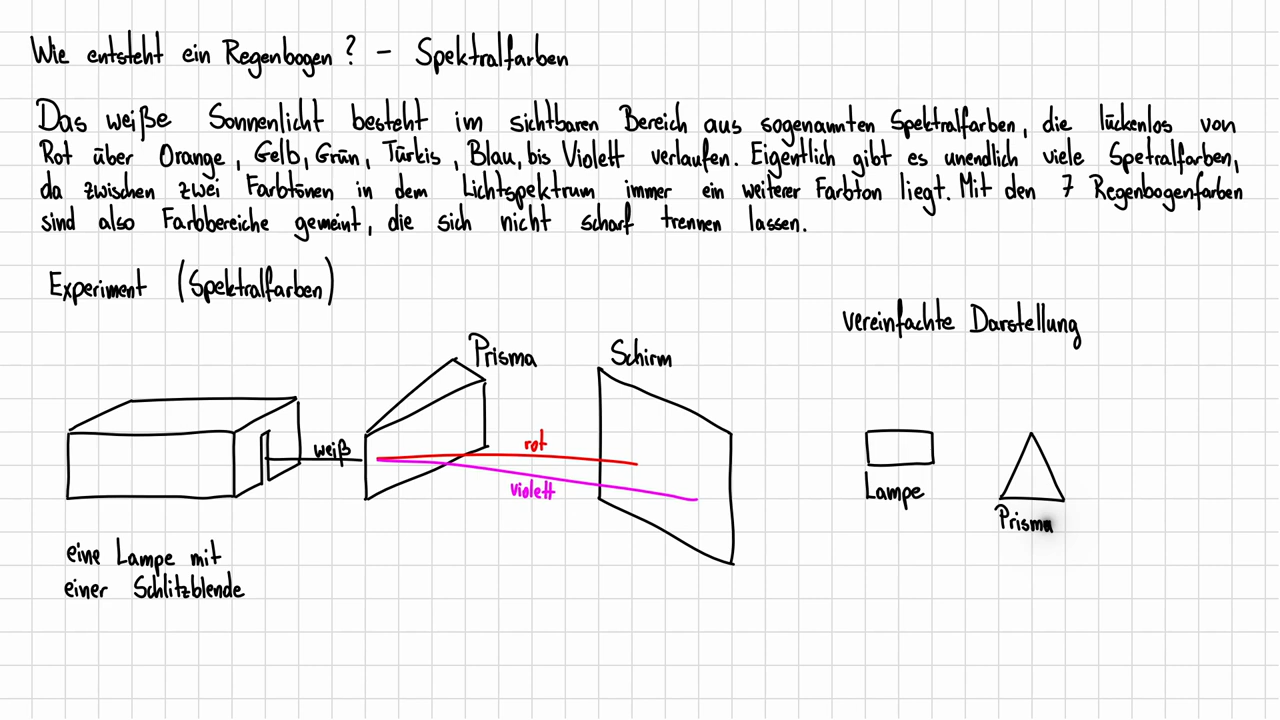 Wie entsteht ein Regenbogen? - Spektralfarben
Das weiße Sonnenlicht besteht im sichtbaren Bereich aus sogenannten Spektralfarben, die lückenlos von
Rot über Orange, Gelb, Grün, Türkis, Blau, bis Violett verlaufen. Eigentlich gibt es unendlich viele Spetralfarben,
da zwischen zwei Farbtönen in dem Lichtspektrum immer ein weiterer Farbton liegt. Mit den 7 Regenbogenfarben
sind also Farbbereiche gemeint, die sich nicht scharf trennen lassen.
Experiment (Spektralfarben)
vereinfachte Darstellung
Prisma
Schirm
weiß
rot
violett
Lampe
Prisma
eine Lampe mit
einer Schlitzblende